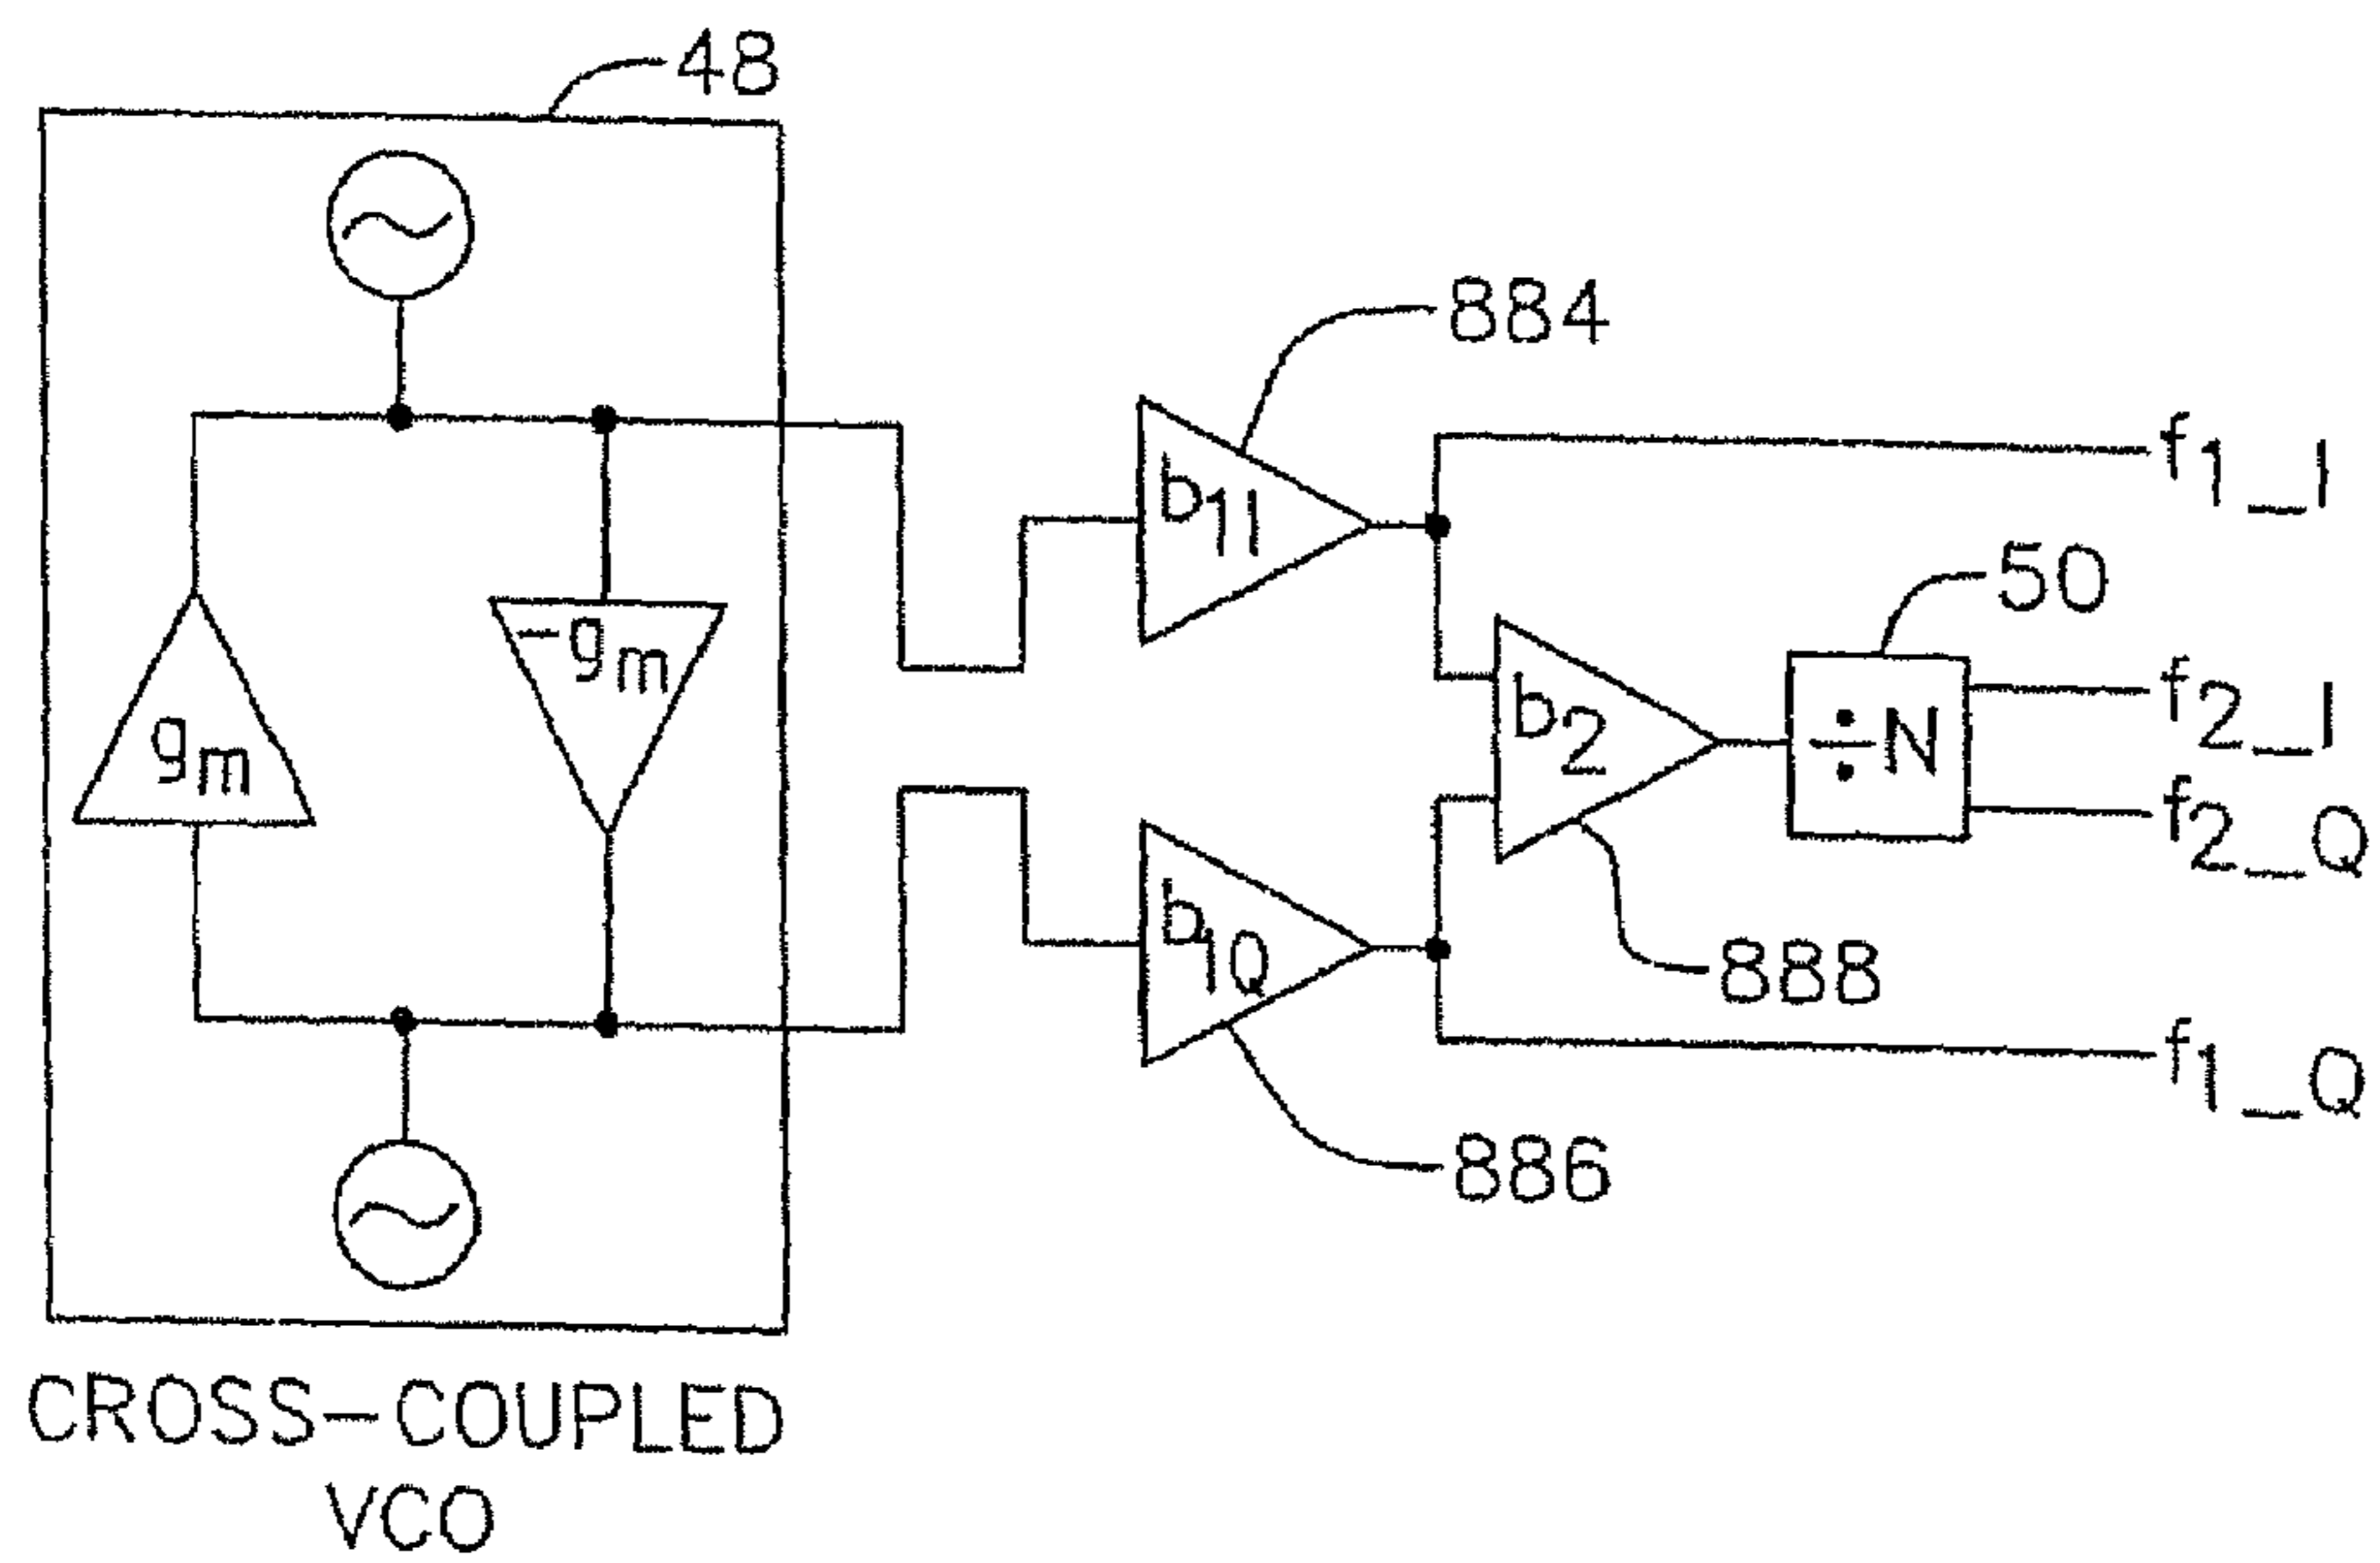 48
884
b1I
f1_I
50
-gm
gm
b2
÷N
f2_I
f2_Q
b1Q
888
f1_Q
886
CROSS-COUPLED
VCO